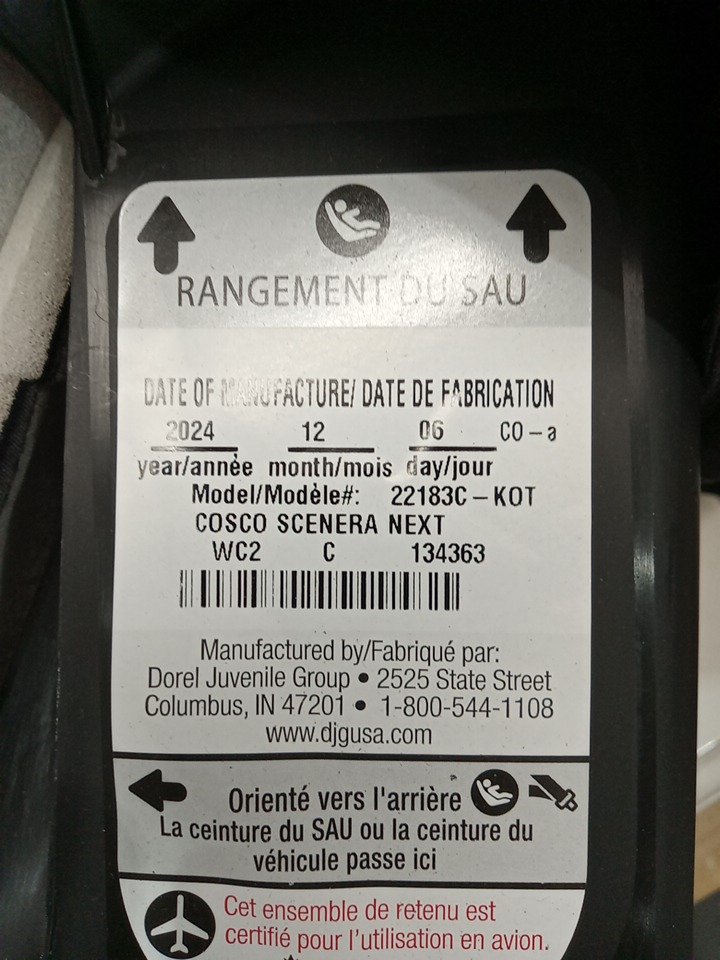 RANGEMENT DU SAU
DATE OF MANUFACTURE/ DATE DE FABRICATION
2024 12 06 CO-a
year/année month/mois day/jour
Model/Modèle#: 22183C-KOT
COSCO SCENERA NEXT
WC2 C 134363
Manufactured by/Fabriqué par:
Dorel Juvenile Group • 2525 State Street
Columbus, IN 47201 • 1-800-544-1108
www.djgusa.com
Orienté vers l'arrière
La ceinture du SAU ou la ceinture du
véhicule passe ici
Cet ensemble de retenu est
certifié pour l'utilisation en avion.